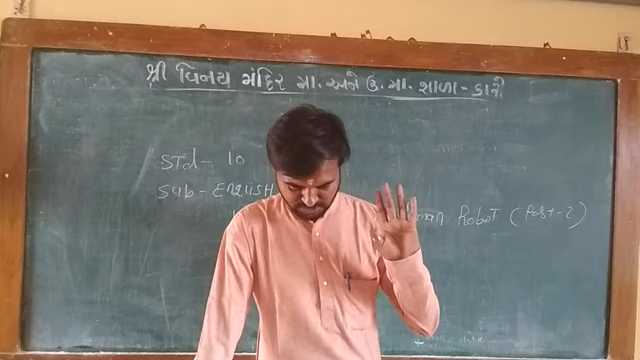 શ્રી વિનય મંદિર મા. અને ઉ. મા. શાળા - કાજી
STd - 10
Sub - ENglisH
Robot (Part-2)